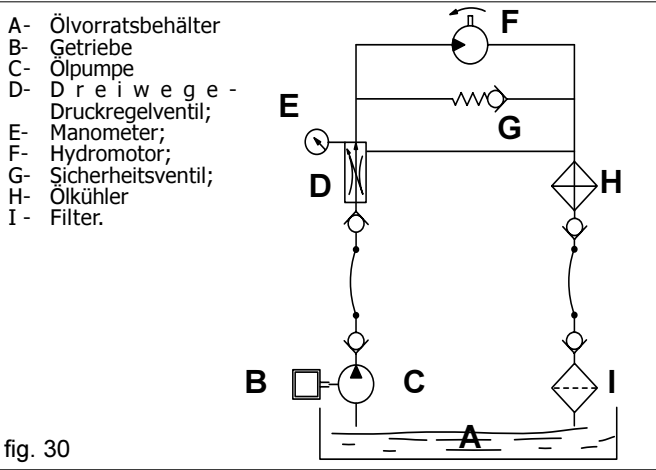 A- Ölvorratsbehälter
B- Getriebe
C- Ölpumpe
D- D r e i w e g e -
Druckregelventil;
E- Manometer;
F- Hydromotor;
G- Sicherheitsventil;
H- Ölkühler
I - Filter.
F
E
G
D
H
B
C
I
A
fig. 30